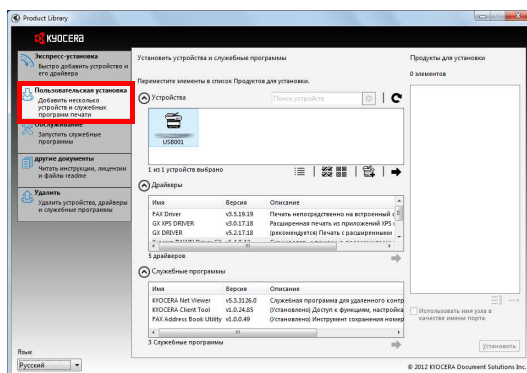 Product Library
KYOCERA
Экспресс-установка
Быстро добавить устройство и
его драйвера
Пользовательская установка
Добавить несколько
устройств и служебных
программ печати
Обслуживание
Запустить служебные
программы
другие документы
Читать инструкции, лицензии
и файлы readme
Удалить
Удалить устройства, драйверы
и служебные программы
Язык
Русский
Установить устройства и служебные программы
Переместите элементы в список Продуктов для установки.
Устройства
Поиск устройств
USB001
1 из 1 устройств выбрано
Драйверы
Имя Версия Описание
FAX Driver v5.5.19.19 Печать непосредственно на встроенный
GX XPS DRIVER v3.0.17.18 Расширенная печать из приложений XPS
GX DRIVER v5.2.17.18 (рекомендуется) Печать с расширенными
5 драйверов
Служебные программы
Имя Версия Описание
KYOCERA Net Viewer v5.3.3126.0 Служебная программа для удаленного контр
KYOCERA Client Tool v1.0.24.85 (Установлено) Доступ к функциям, настройка
FAX Address Book Utility v1.0.0.49 (Установлено) Инструмент сохранения номер
3 Служебные программы
Продукты для установки
0 элементов
Использовать имя узла в
качестве имени порта
Установить
© 2012 KYOCERA Document Solutions Inc.